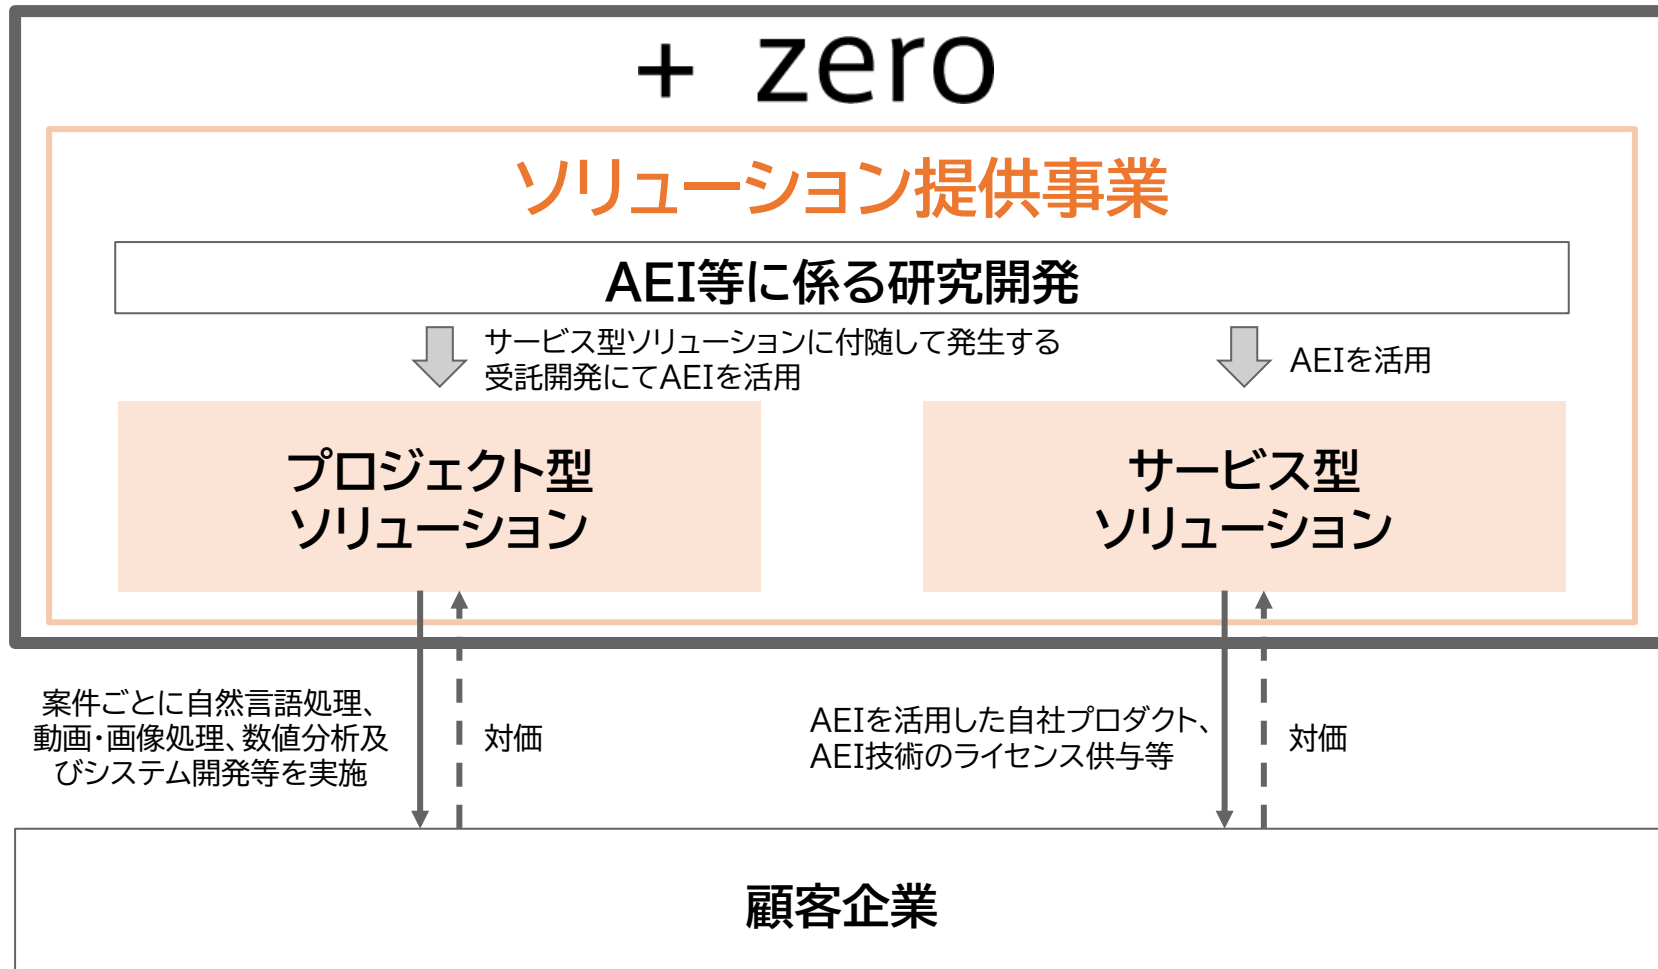 + zero
ソリューション提供事業
AEI等に係る研究開発
サービス型ソリューションに付随して発生する
受託開発にてAEIを活用
AEIを活用
プロジェクト型
ソリューション
サービス型
ソリューション
案件ごとに自然言語処理、
動画・画像処理、数値分析及
びシステム開発等を実施
対価
AEIを活用した自社プロダクト、
AEI技術のライセンス供与等
対価
顧客企業